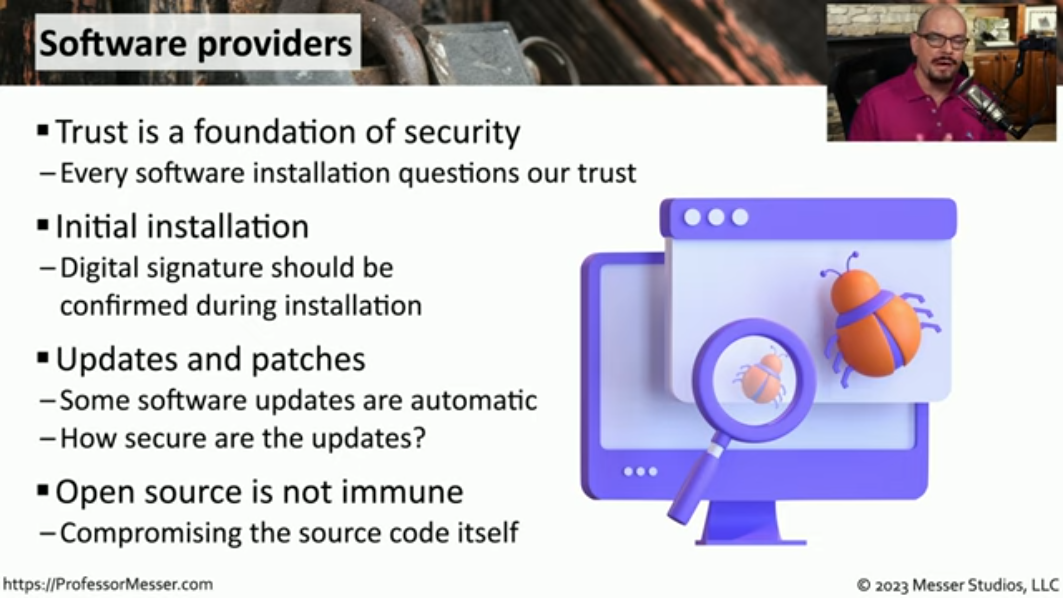 Software providers
▪ Trust is a foundation of security
– Every software installation questions our trust
▪ Initial installation
– Digital signature should be
confirmed during installation
▪ Updates and patches
– Some software updates are automatic
– How secure are the updates?
▪ Open source is not immune
– Compromising the source code itself
https://ProfessorMesser.com
© 2023 Messer Studios, LLC